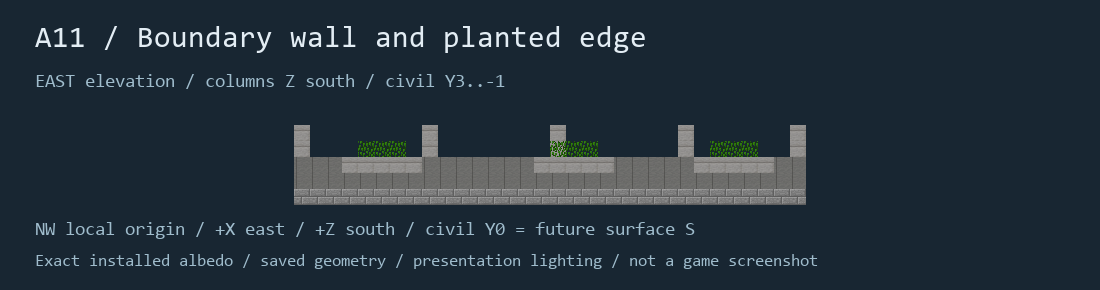 A11 / Boundary wall and planted edge
EAST elevation / columns Z south / civil Y3..-1
NW local origin / +X east / +Z south / civil Y0 = future surface S
Exact installed albedo / saved geometry / presentation lighting / not a game screenshot